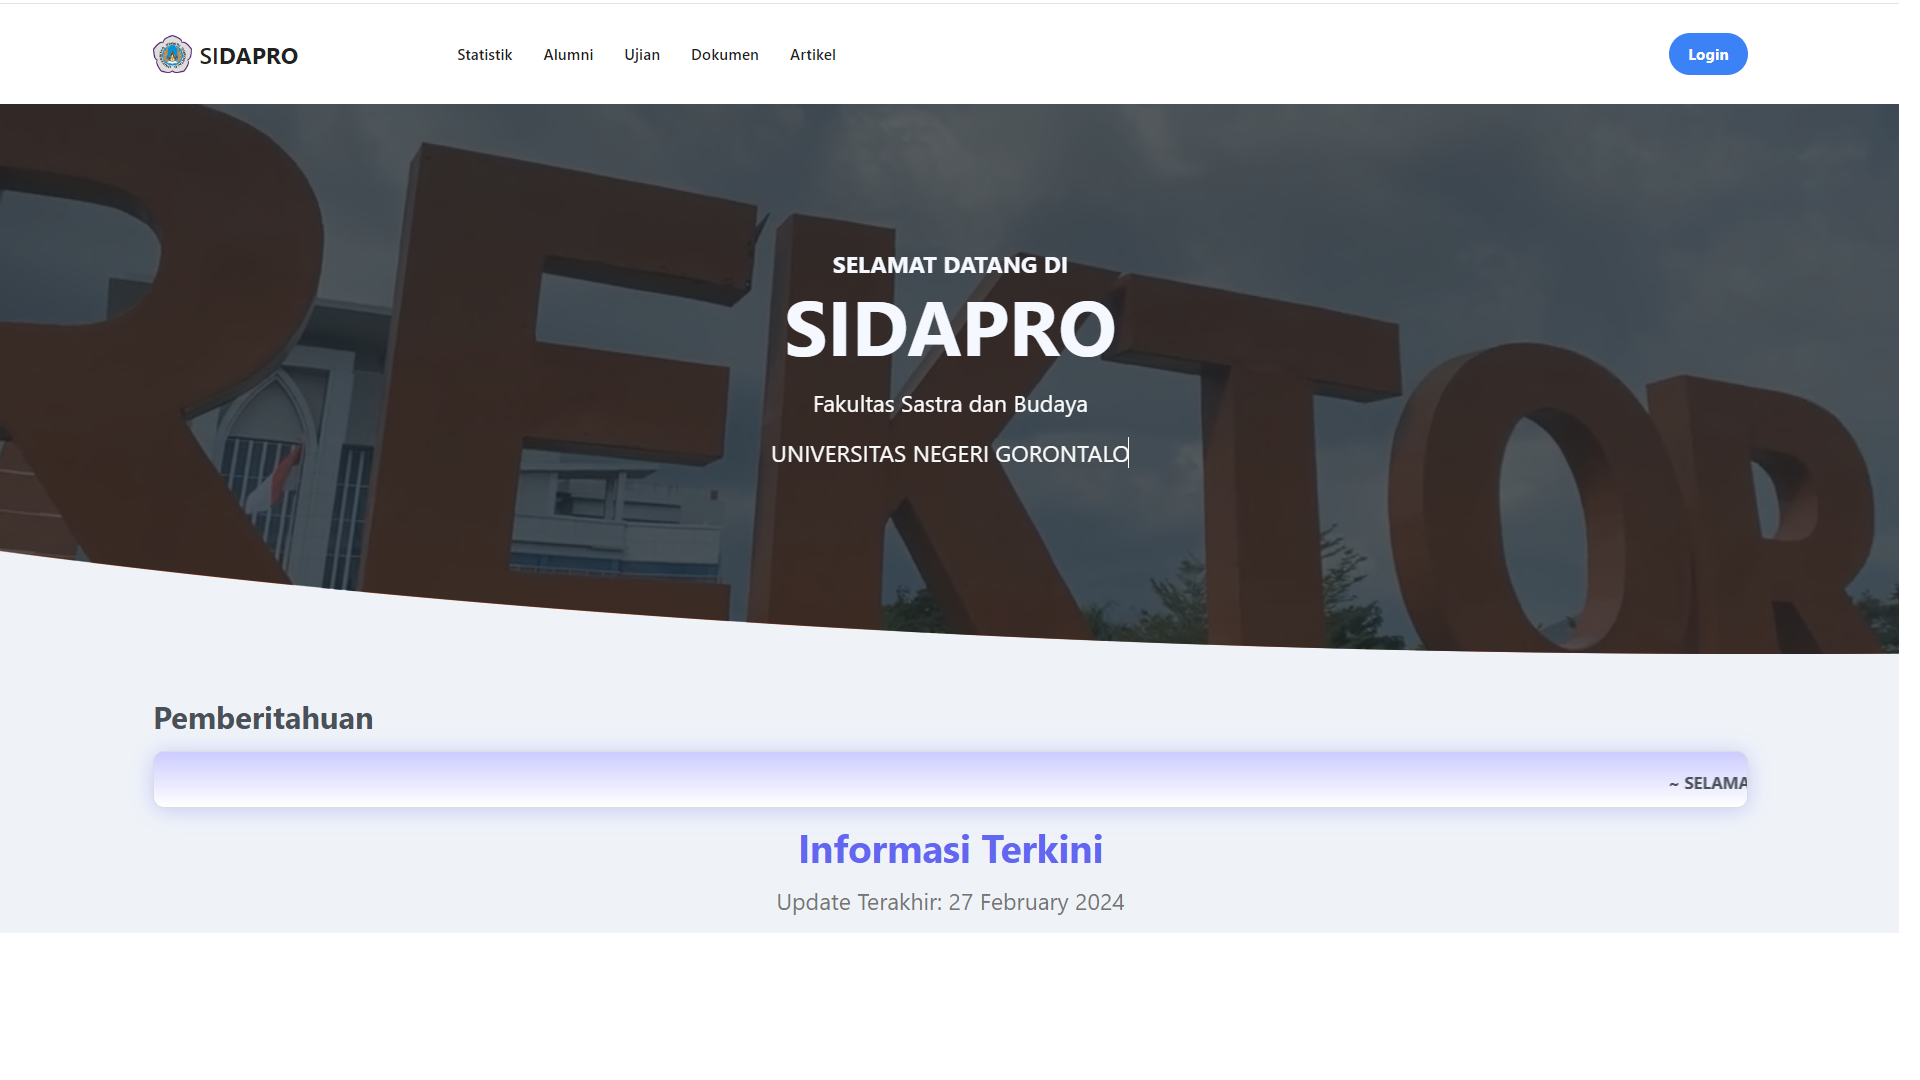 SIDAPRO
Statistik
Alumni
Ujian
Dokumen
Artikel
Login
REKTOR
SELAMAT DATANG DI
SIDAPRO
Fakultas Sastra dan Budaya
UNIVERSITAS NEGERI GORONTALO
Pemberitahuan
~ SELAMA
Informasi Terkini
Update Terakhir: 27 February 2024